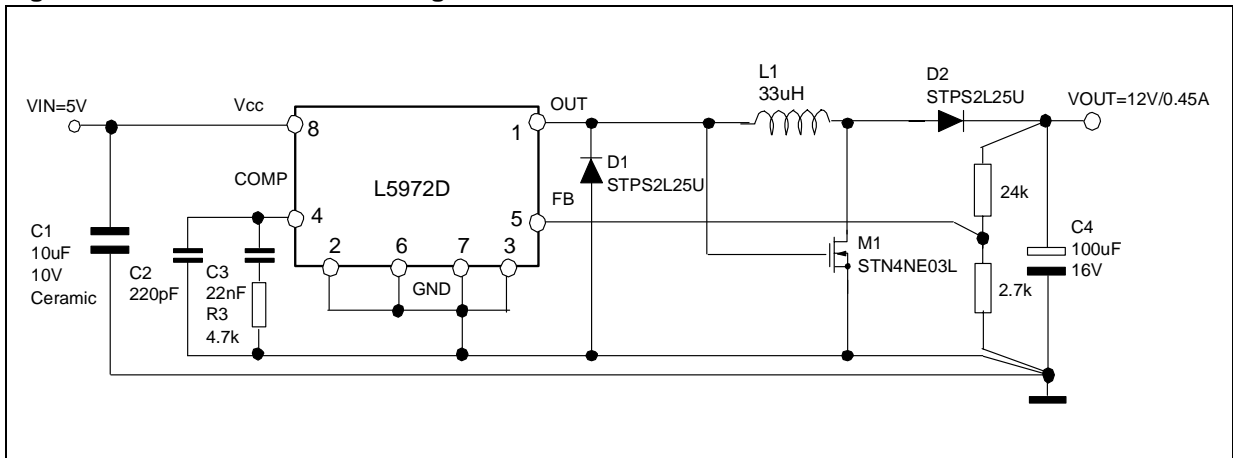 L1
33uH
D2
STPS2L25U
VIN=5V
Vcc
OUT
VOUT=12V/0.45A
8
1
D1
STPS2L25U
COMP
L5972D
FB
24k
4
5
C1
10uF
10V
Ceramic
C2
220pF
C3
22nF
R3
4.7k
2
6
7
3
GND
M1
STN4NE03L
C4
100uF
16V
2.7k